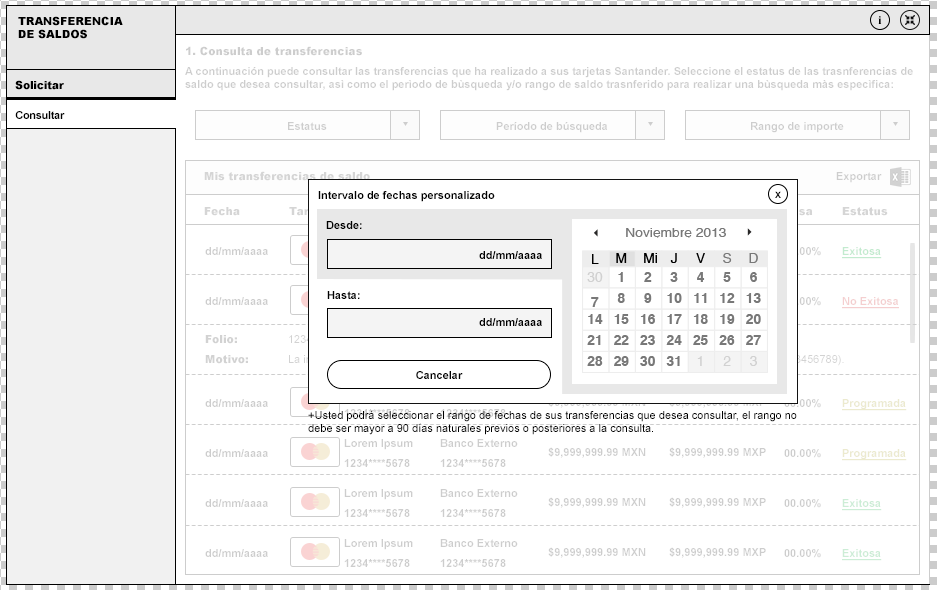 TRANSFERENCIA
DE SALDOS
i
Solicitar
Consultar
1. Consulta de transferencias
A continuación puede consultar las transferencias que ha realizado a sus tarjetas Santander. Seleccione el estatus de las trasnferencias de
saldo que desea consultar, asi como el periodo de búsqueda y/o rango de saldo trasnferido para realizar una búsqueda más específica:
Estatus
Periodo de búsqueda
Rango de importe
Mis transferencias de saldo
Exportar
X
Fecha
Tar
sa
Estatus
Intervalo de fechas personalizado
x
Desde:
dd/mm/aaaa
Hasta:
dd/mm/aaaa
Cancelar
Noviembre 2013
L M Mi J V S D
30 1 2 3 4 5 6
7 8 9 10 11 12 13
14 15 16 17 18 19 20
21 22 23 24 25 26 27
28 29 30 31 1 2 3
dd/mm/aaaa
Exitosa
dd/mm/aaaa
No Exitosa
Folio: 123
Motivo: La in 3456789).
dd/mm/aaaa
1234****5678
Programada
+Usted podrá seleccionar el rango de fechas de sus transferencias que desea consultar, el rango no
debe ser mayor a 90 días naturales previos o posteriores a la consulta.
dd/mm/aaaa Lorem Ipsum Banco Externo $9,999,999.99 MXN $9,999,999.99 MXP 00.00% Programada
1234****5678 1234****5678
dd/mm/aaaa Lorem Ipsum Banco Externo $9,999,999.99 MXN $9,999,999.99 MXP 00.00% Exitosa
1234****5678 1234****5678
dd/mm/aaaa Lorem Ipsum Banco Externo $9,999,999.99 MXN $9,999,999.99 MXP 00.00% Exitosa
1234****5678 1234****5678